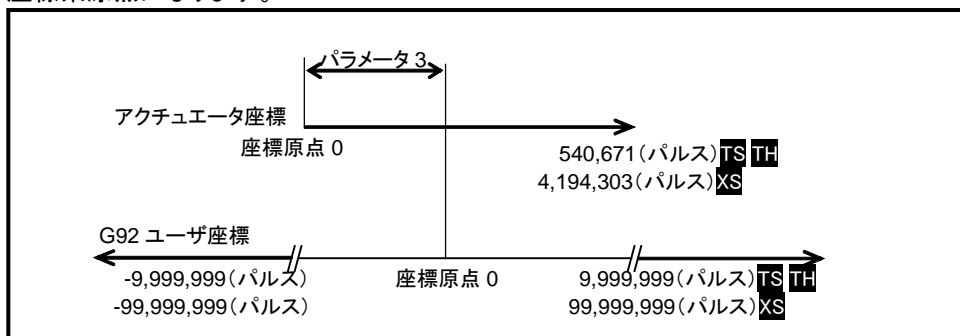 座標系原点になります。
パラメータ 3
アクチュエータ座標
座標原点 0
540,671（パルス）TS TH
4,194,303（パルス）XS
G92 ユーザ座標
-9,999,999（パルス） 座標原点 0 9,999,999（パルス）TS TH
-99,999,999（パルス） 99,999,999（パルス）XS